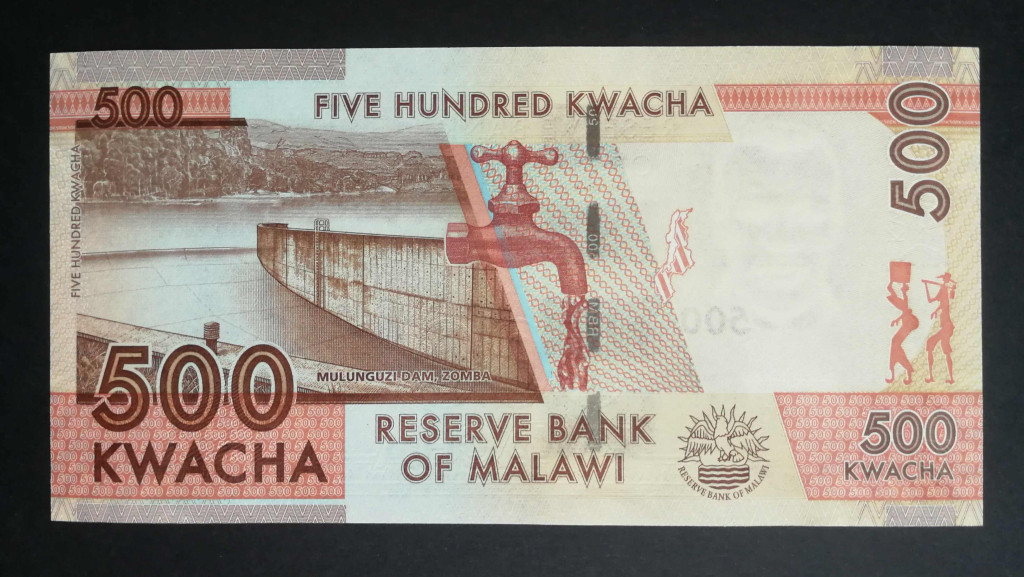 500
FIVE HUNDRED KWACHA
500
FIVE HUNDRED KWACHA
500
KWACHA
MULUNGUZI DAM, ZOMBA
RESERVE BANK
OF MALAWI
RESERVE BANK OF MALAWI
500
KWACHA